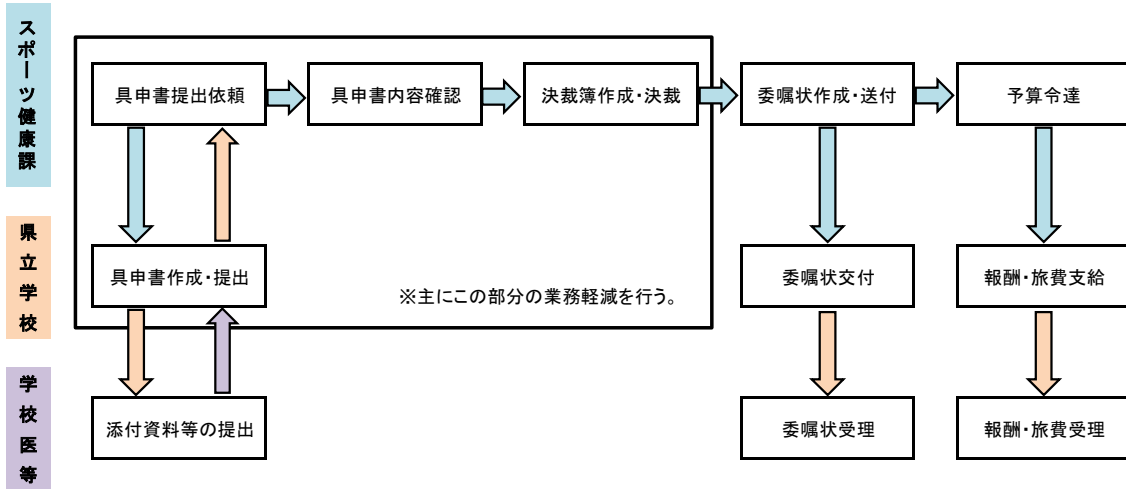 スポーツ健康課
具申書提出依頼
具申書内容確認
決裁簿作成・決裁
委嘱状作成・送付
予算令達
県立学校
具申書作成・提出
※主にこの部分の業務軽減を行う。
委嘱状交付
報酬・旅費支給
学校医等
添付資料等の提出
委嘱状受理
報酬・旅費受理